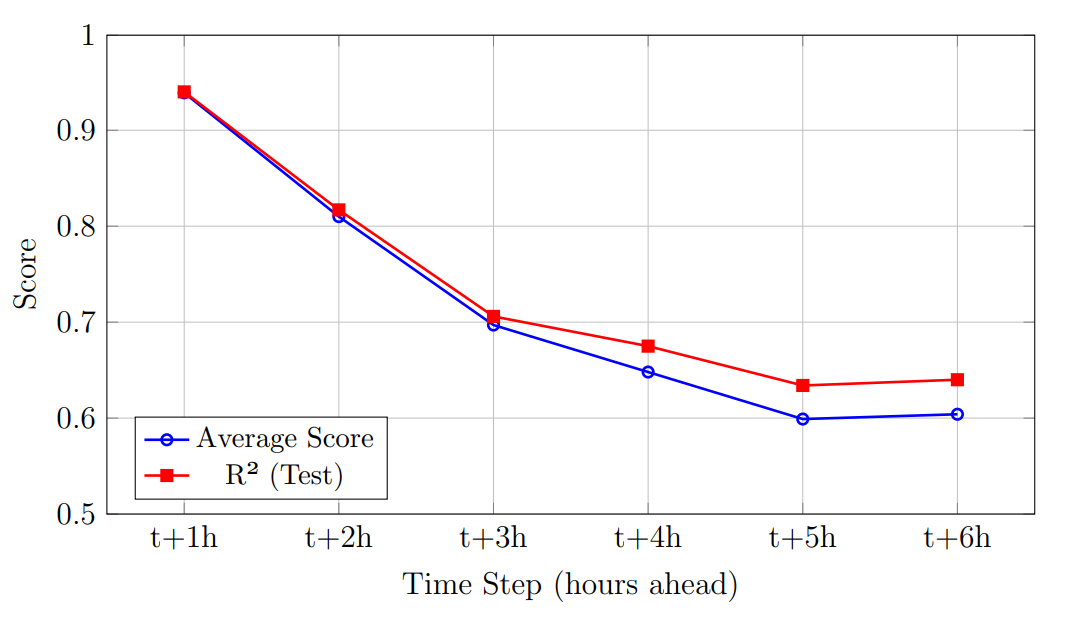 1
0.9
0.8
0.7
0.6
0.5
Score
Average Score
R² (Test)
t+1h t+2h t+3h t+4h t+5h t+6h
Time Step (hours ahead)